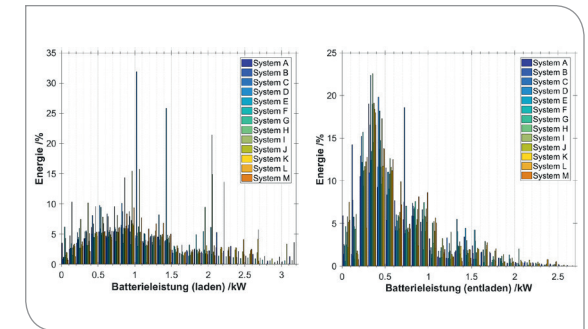 35
30
25
20
15
10
5
0
Energie /%
0 0.5 1 1.5 2 2.5 3
Batterieleistung (laden) /kW
System A
System B
System C
System D
System E
System F
System G
System H
System I
System J
System K
System L
System M
25
20
15
10
5
0
Energie /%
0 0.5 1 1.5 2 2.5
Batterieleistung (entladen) /kW
System A
System B
System C
System D
System E
System F
System G
System H
System I
System J
System K
System L
System M